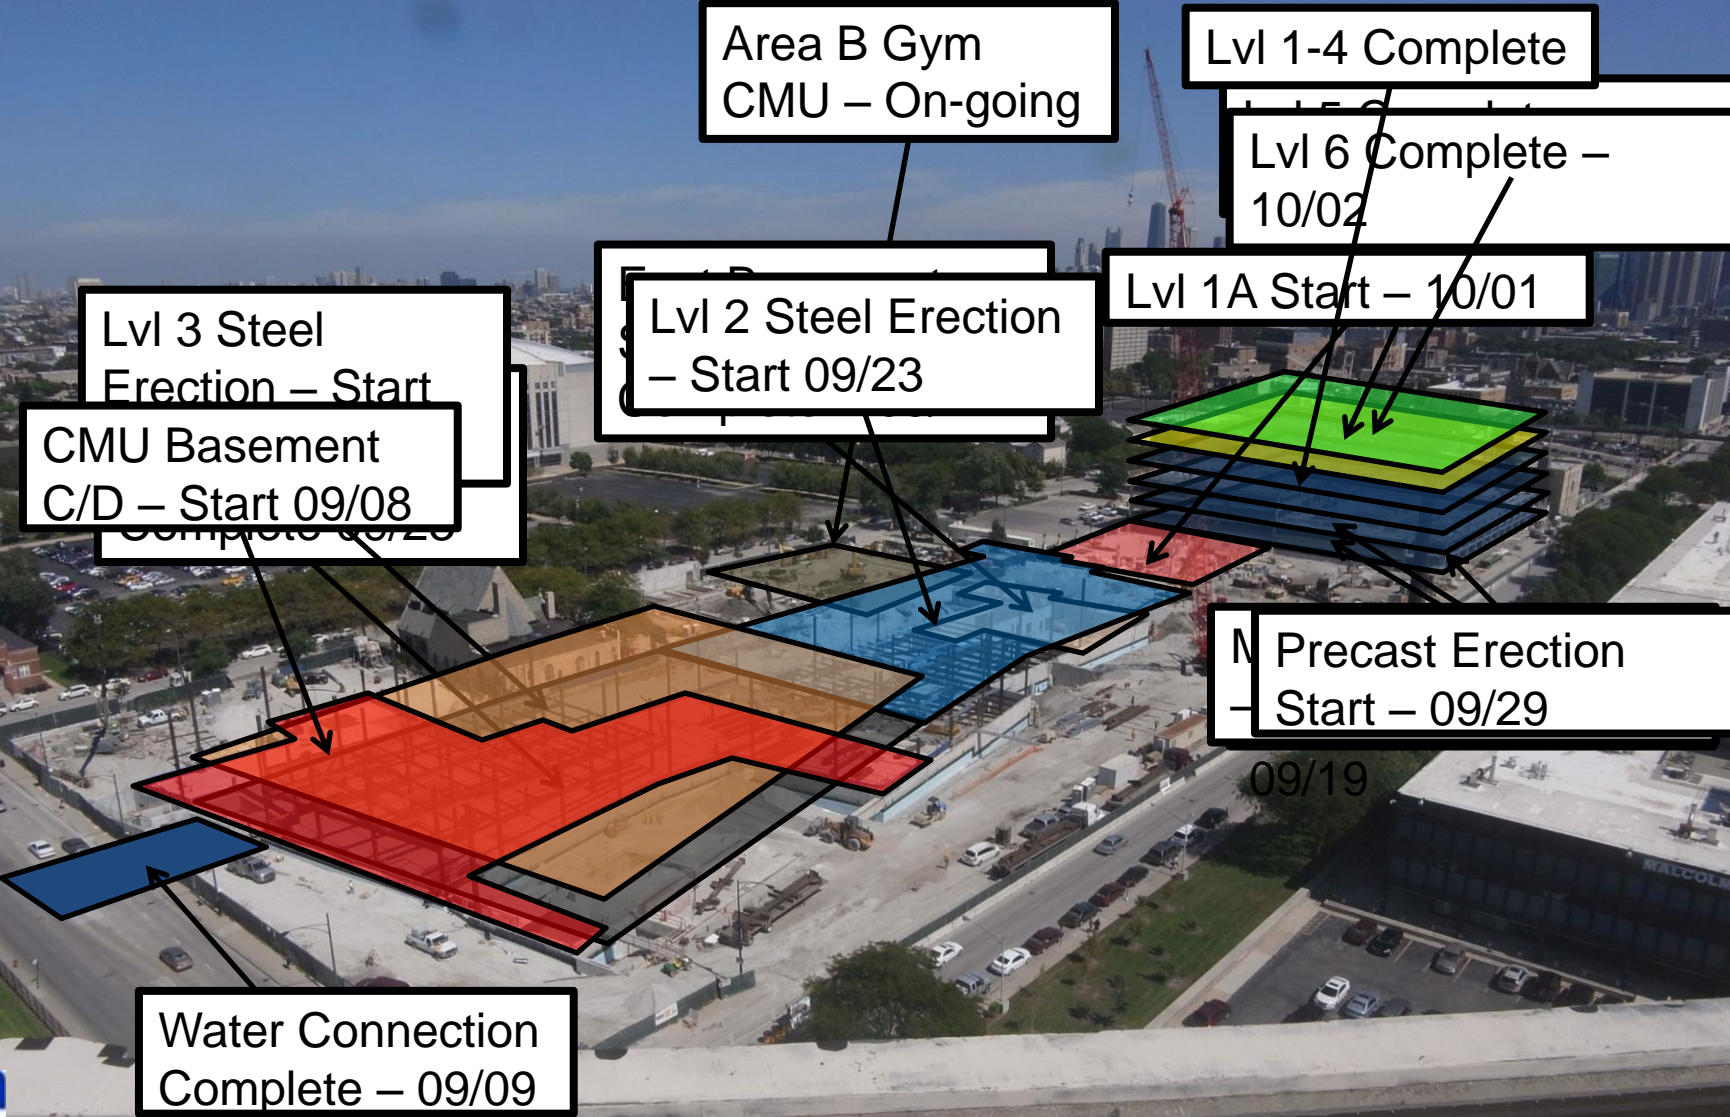 Area B Gym
CMU – On-going
Lvl 1-4 Complete
Lvl 6 Complete –
10/02
Lvl 1A Start – 10/01
Lvl 2 Steel Erection
– Start 09/23
Lvl 3 Steel
Erection – Start
CMU Basement
C/D – Start 09/08
Precast Erection
Start – 09/29
–
09/19
Water Connection
Complete – 09/09